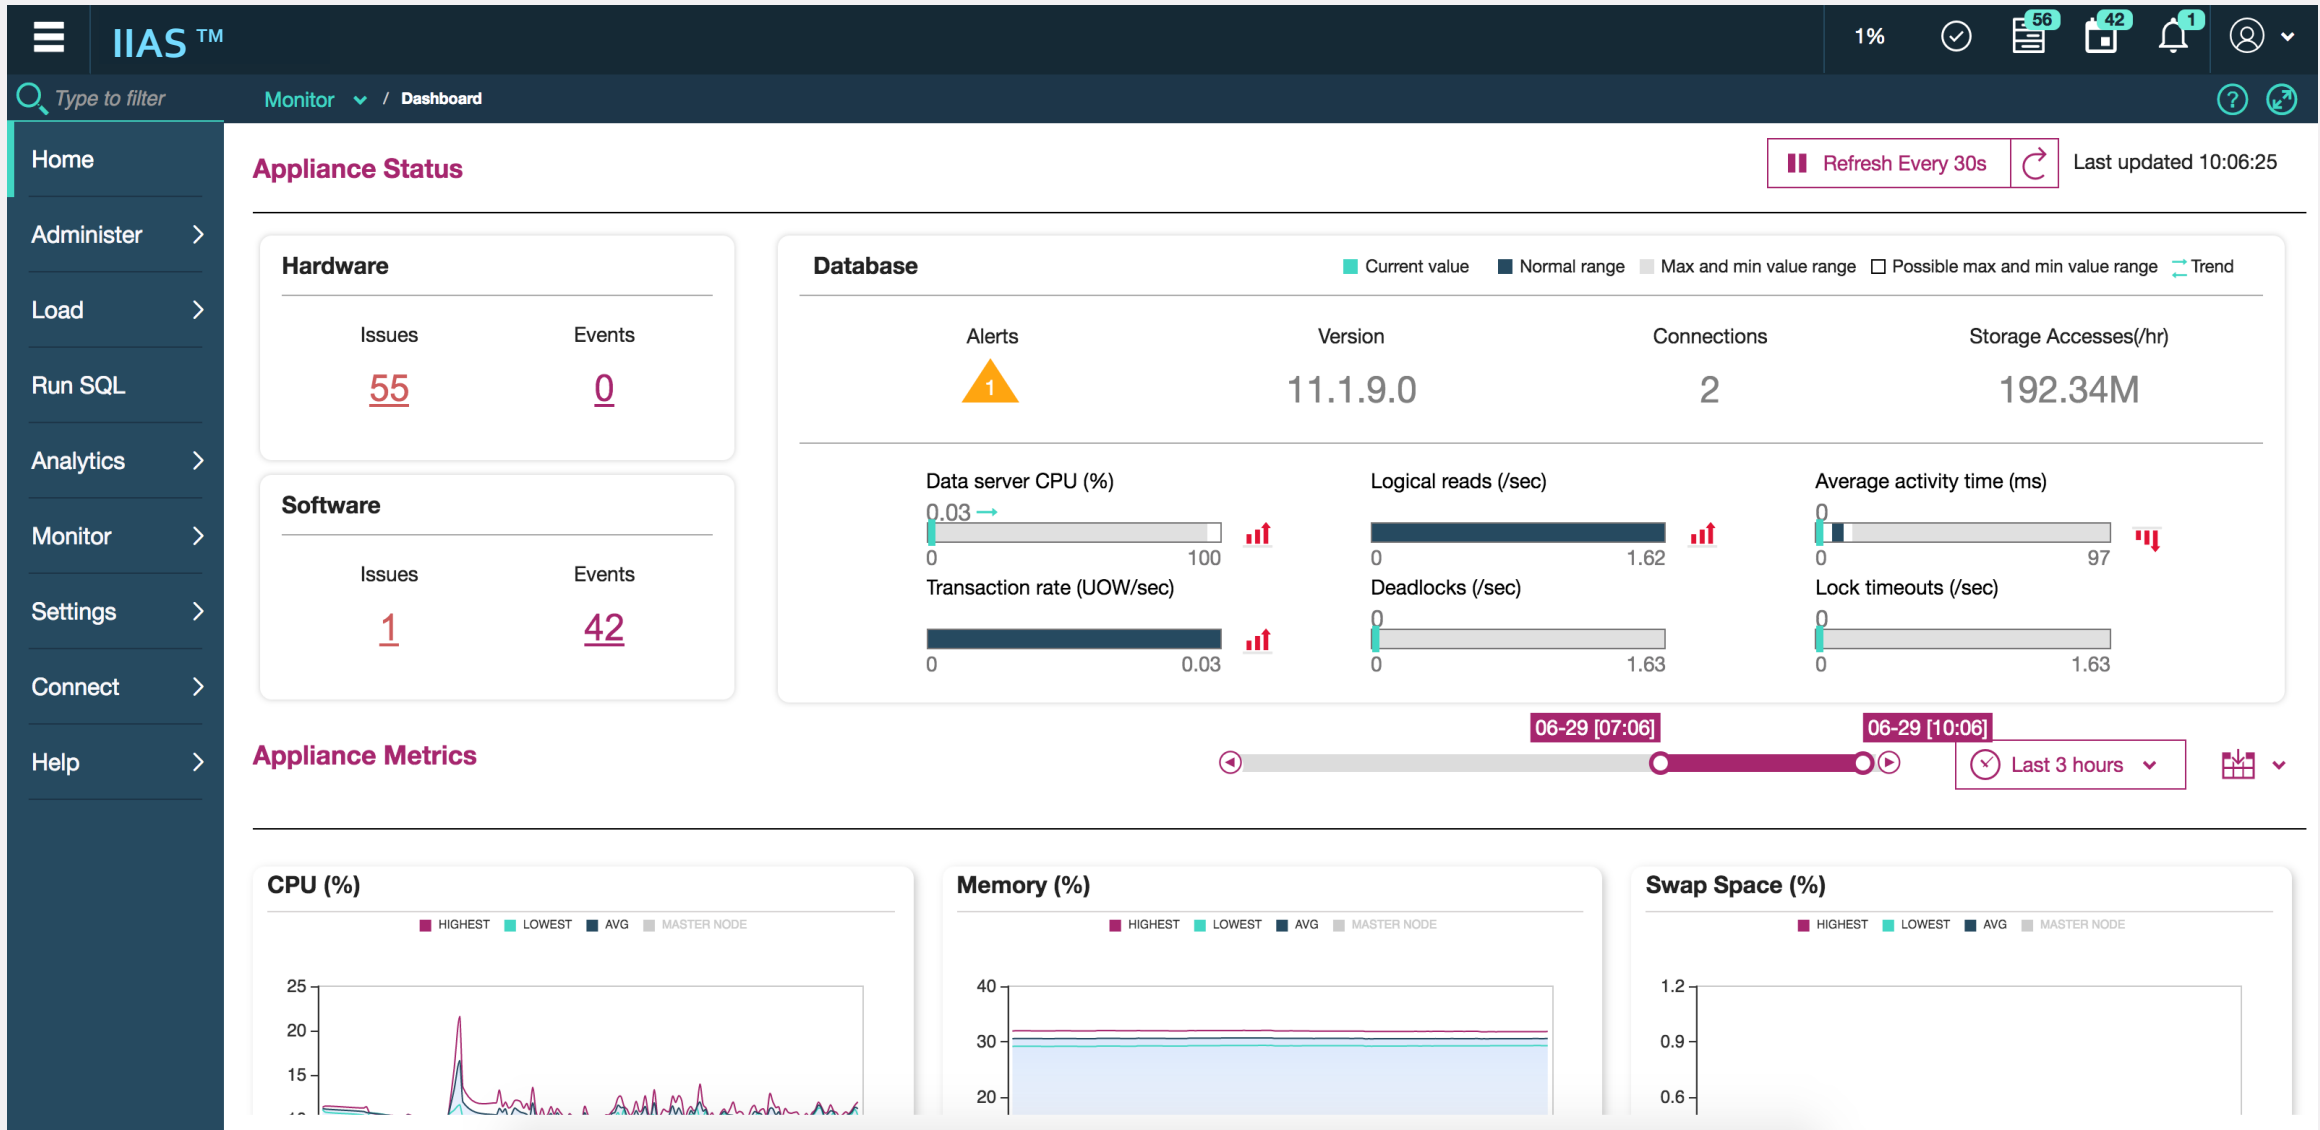 IIAS ™
1%
56
42
1
Type to filter
Monitor / Dashboard
Home
Administer
Load
Run SQL
Analytics
Monitor
Settings
Connect
Help
Appliance Status
Refresh Every 30s
Last updated 10:06:25
Hardware
Issues Events
55 0
Software
Issues Events
1 42
Database
Current value Normal range Max and min value range Possible max and min value range Trend
Alerts Version Connections Storage Accesses(/hr)
1 11.1.9.0 2 192.34M
Data server CPU (%)
0.03
0 100
Logical reads (/sec)
0 1.62
Average activity time (ms)
0
0 97
Transaction rate (UOW/sec)
0 0.03
Deadlocks (/sec)
0
0 1.63
Lock timeouts (/sec)
0
0 1.63
Appliance Metrics
06-29 [07:06]
06-29 [10:06]
Last 3 hours
CPU (%)
HIGHEST LOWEST AVG MASTER NODE
25
20
15
Memory (%)
HIGHEST LOWEST AVG MASTER NODE
40
30
20
Swap Space (%)
HIGHEST LOWEST AVG MASTER NODE
1.2
0.9
0.6